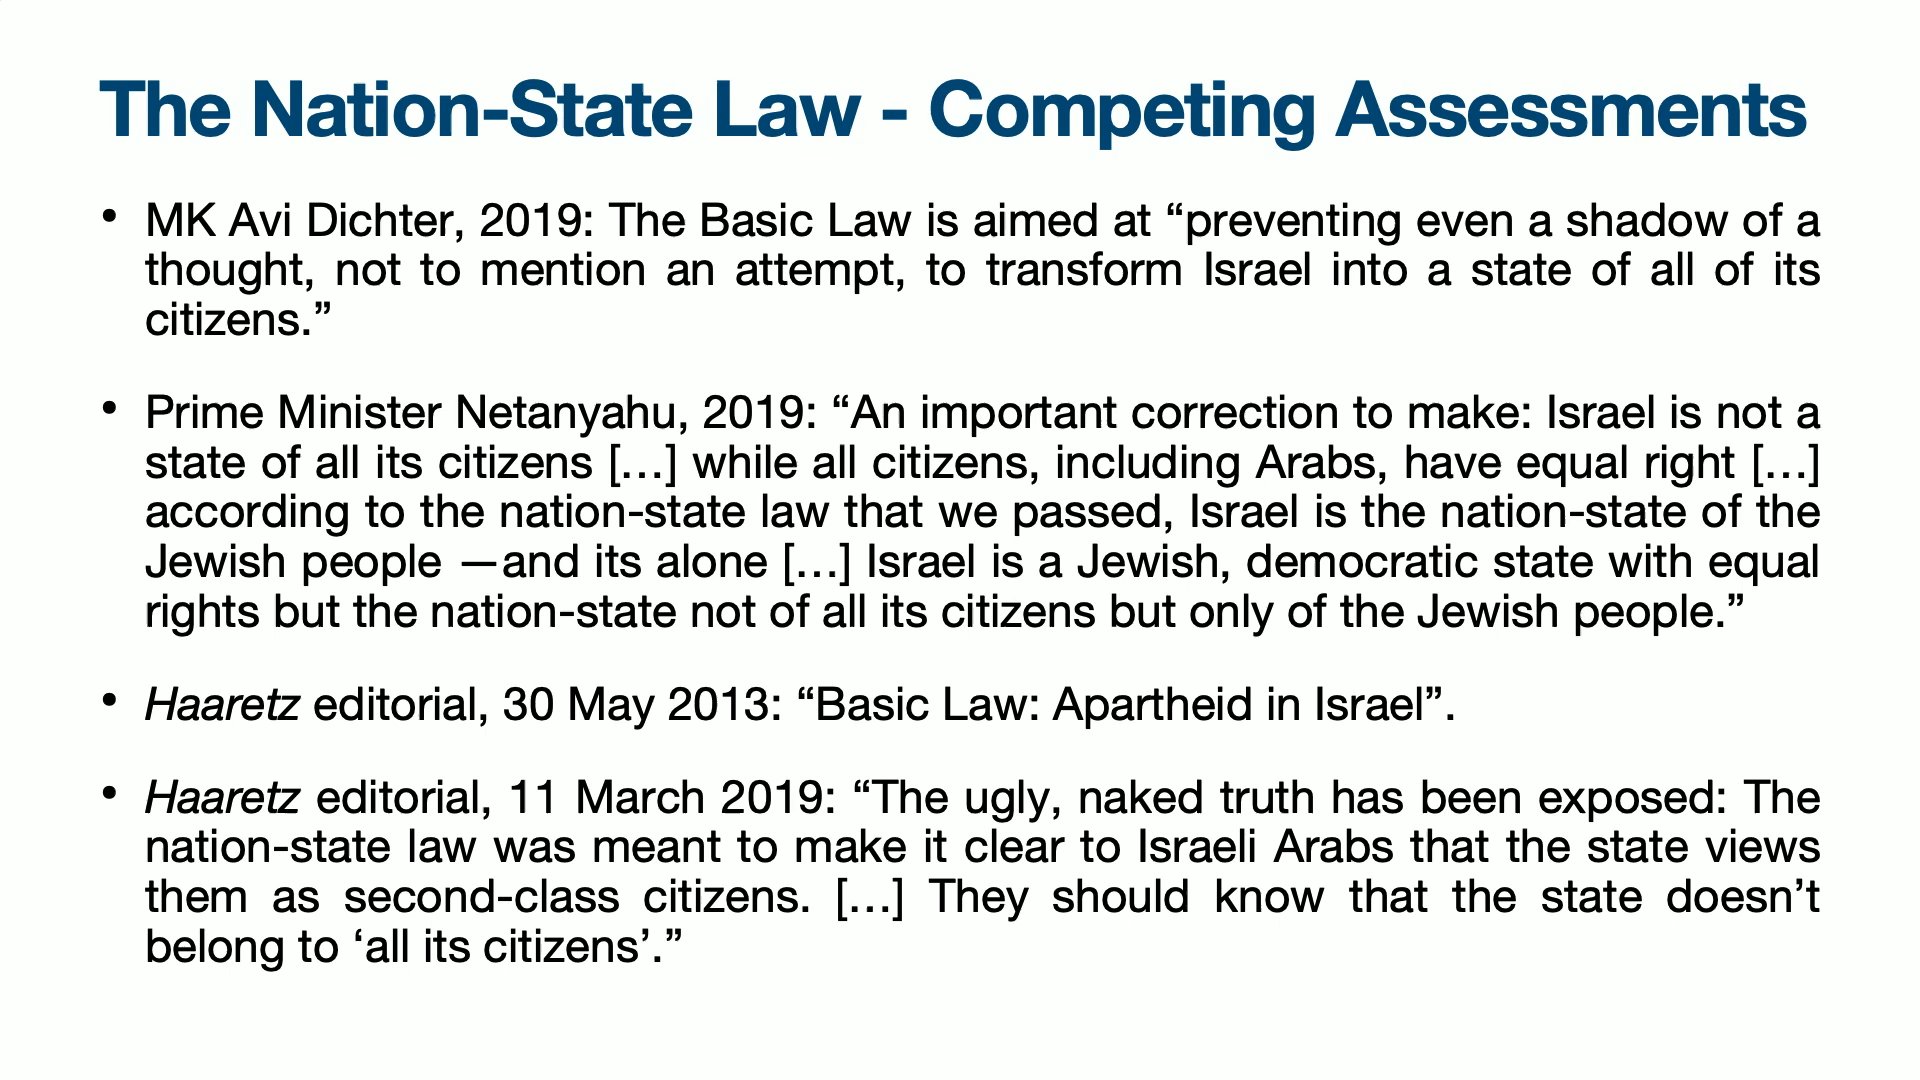 The Nation-State Law - Competing Assessments
• MK Avi Dichter, 2019: The Basic Law is aimed at “preventing even a shadow of a
thought, not to mention an attempt, to transform Israel into a state of all of its
citizens.”
• Prime Minister Netanyahu, 2019: “An important correction to make: Israel is not a
state of all its citizens […] while all citizens, including Arabs, have equal right […]
according to the nation-state law that we passed, Israel is the nation-state of the
Jewish people —and its alone […] Israel is a Jewish, democratic state with equal
rights but the nation-state not of all its citizens but only of the Jewish people.”
• Haaretz editorial, 30 May 2013: “Basic Law: Apartheid in Israel”.
• Haaretz editorial, 11 March 2019: “The ugly, naked truth has been exposed: The
nation-state law was meant to make it clear to Israeli Arabs that the state views
them as second-class citizens. […] They should know that the state doesn’t
belong to ‘all its citizens’.”